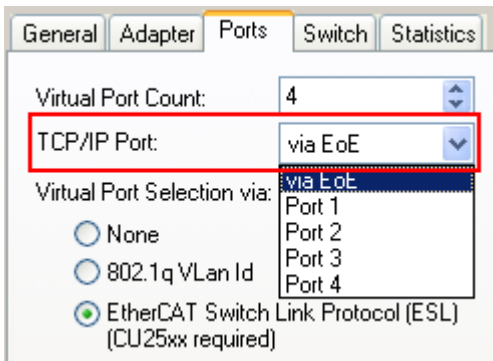 General Adapter Ports Switch Statistics
Virtual Port Count: 4
TCP/IP Port: via EoE
via EoE
Virtual Port Selection via:
Port 1
None
Port 2
Port 3
802.1q VLan Id
Port 4
EtherCAT Switch Link Protocol (ESL)
(CU25xx required)